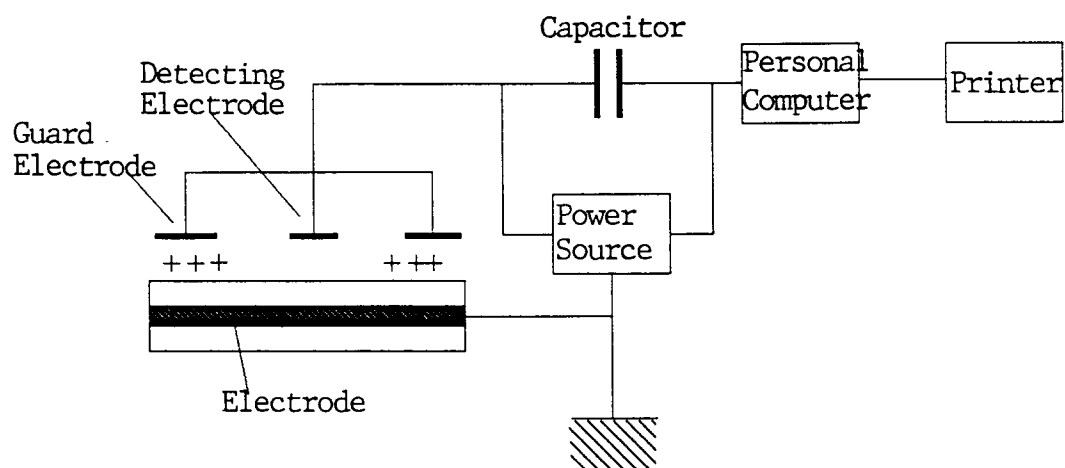 Capacitor
Detecting
Electrode
Guard
Electrode
Personal
Computer
Printer
Power
Source
+++
+++
Electrode